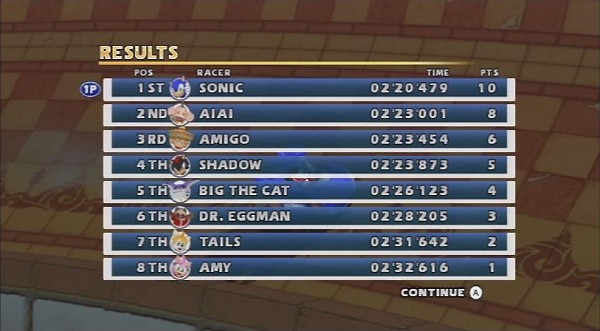 RESULTS
POS RACER TIME PTS
1P 1ST SONIC 02'20'479 10
2ND AIAI 02'23'001 8
3RD AMIGO 02'23'454 6
4TH SHADOW 02'23'873 5
5TH BIG THE CAT 02'26'123 4
6TH DR. EGGMAN 02'28'205 3
7TH TAILS 02'31'642 2
8TH AMY 02'32'616 1
CONTINUE A